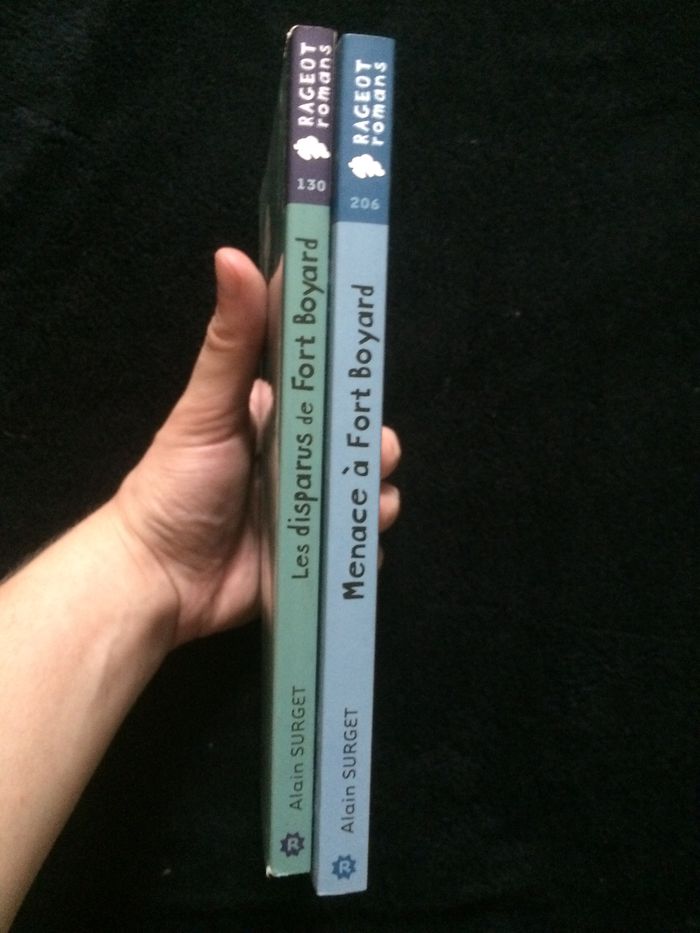 Alain SURGET
Les disparus de Fort Boyard
130
RAGEOT
romans
R
Alain SURGET
Menace à Fort Boyard
206
RAGEOT
romans
R